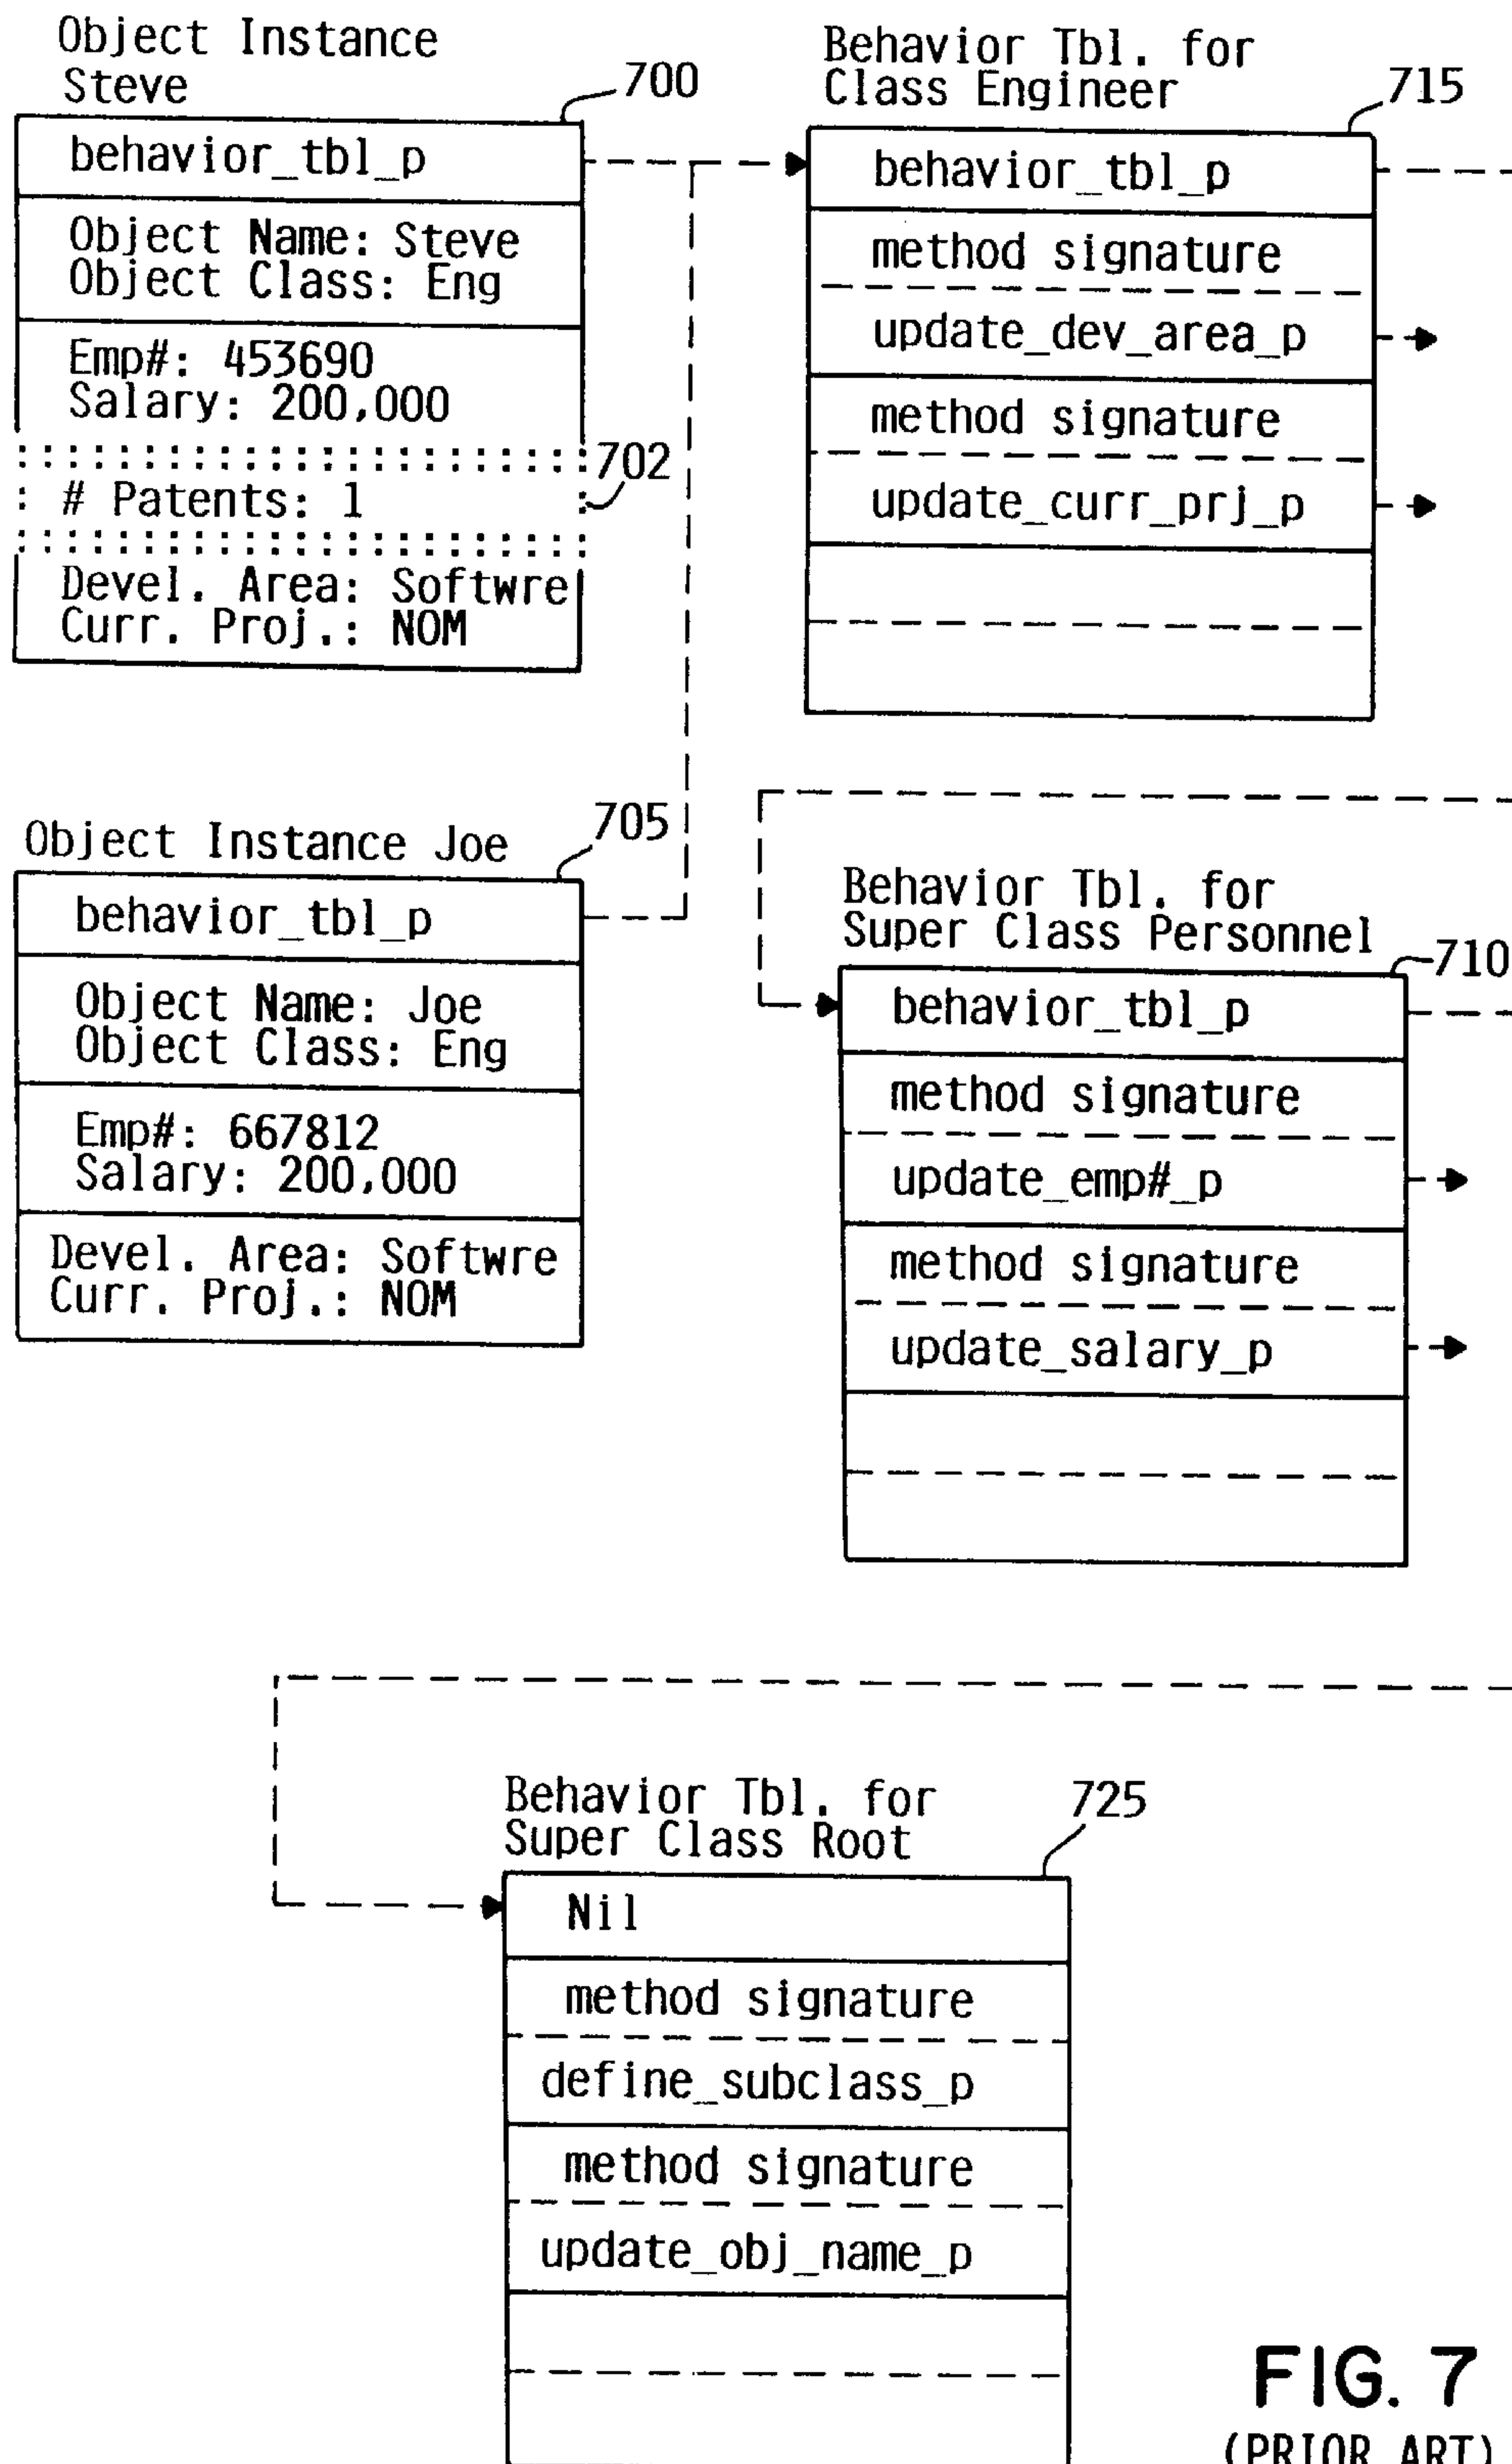 Object Instance
Steve
700
behavior_tbl_p
Object Name: Steve
Object Class: Eng
Emp#: 453690
Salary: 200,000
702
# Patents: 1
Devel. Area: Softwre
Curr. Proj.: NOM
Behavior Tbl. for
Class Engineer
715
behavior_tbl_p
method signature
update_dev_area_p
method signature
update_curr_prj_p
Object Instance Joe
705
behavior_tbl_p
Object Name: Joe
Object Class: Eng
Emp#: 667812
Salary: 200,000
Devel. Area: Softwre
Curr. Proj.: NOM
Behavior Tbl. for
Super Class Personnel
710
behavior_tbl_p
method signature
update_emp#_p
method signature
update_salary_p
Behavior Tbl. for
Super Class Root
725
Nil
method signature
define_subclass_p
method signature
update_obj_name_p
FIG. 7
(PRIOR ART)